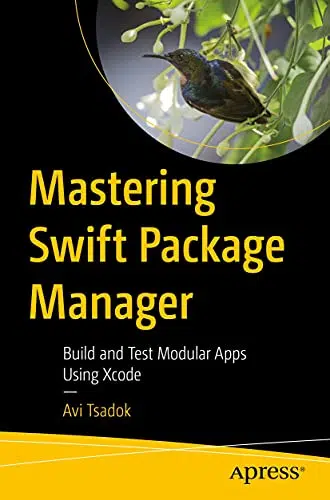 Mastering
Swift Package
Manager
Build and Test Modular Apps
Using Xcode
—
Avi Tsadok
Apress®